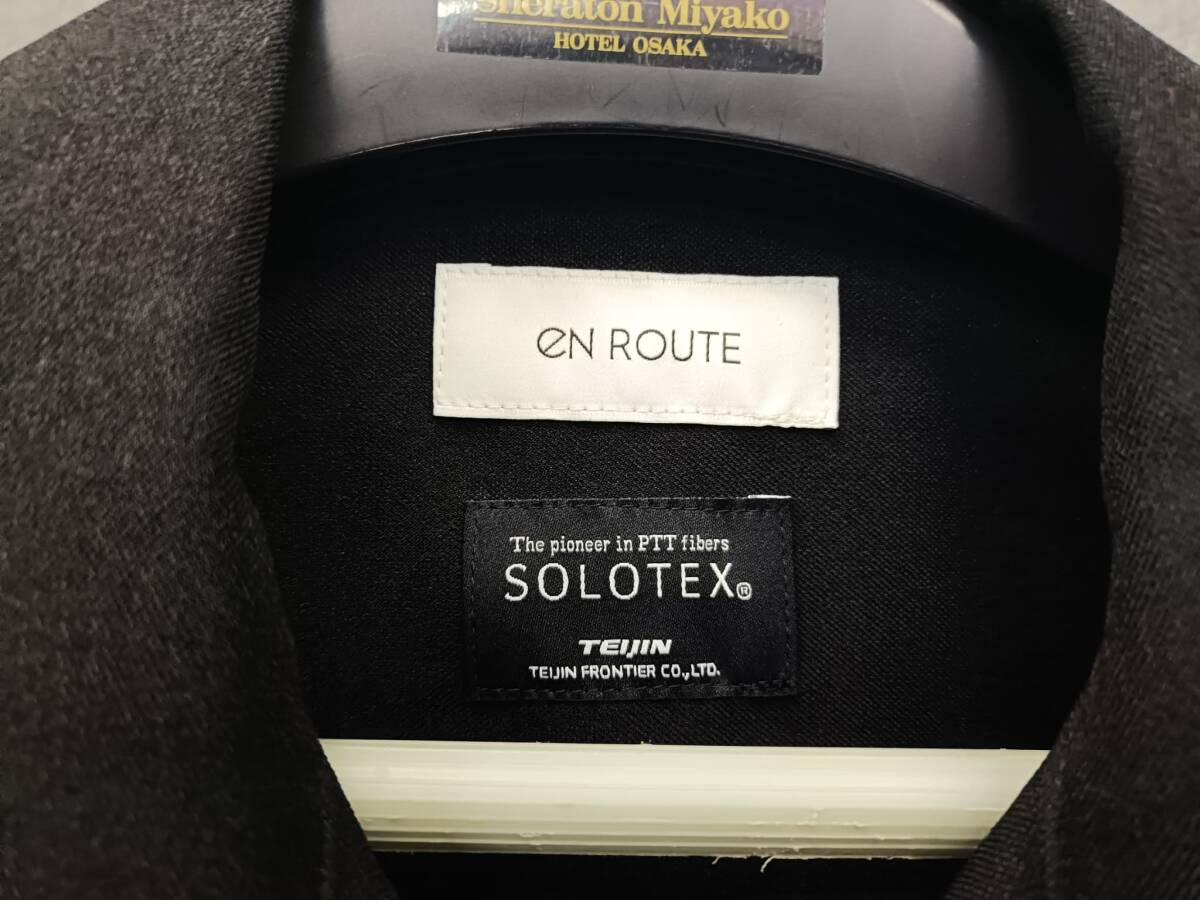 Sheraton Miyako
HOTEL OSAKA
eN ROUTE
The pioneer in PTT fibers
SOLOTEX®
TEIJIN
TEIJIN FRONTIER CO.,LTD.